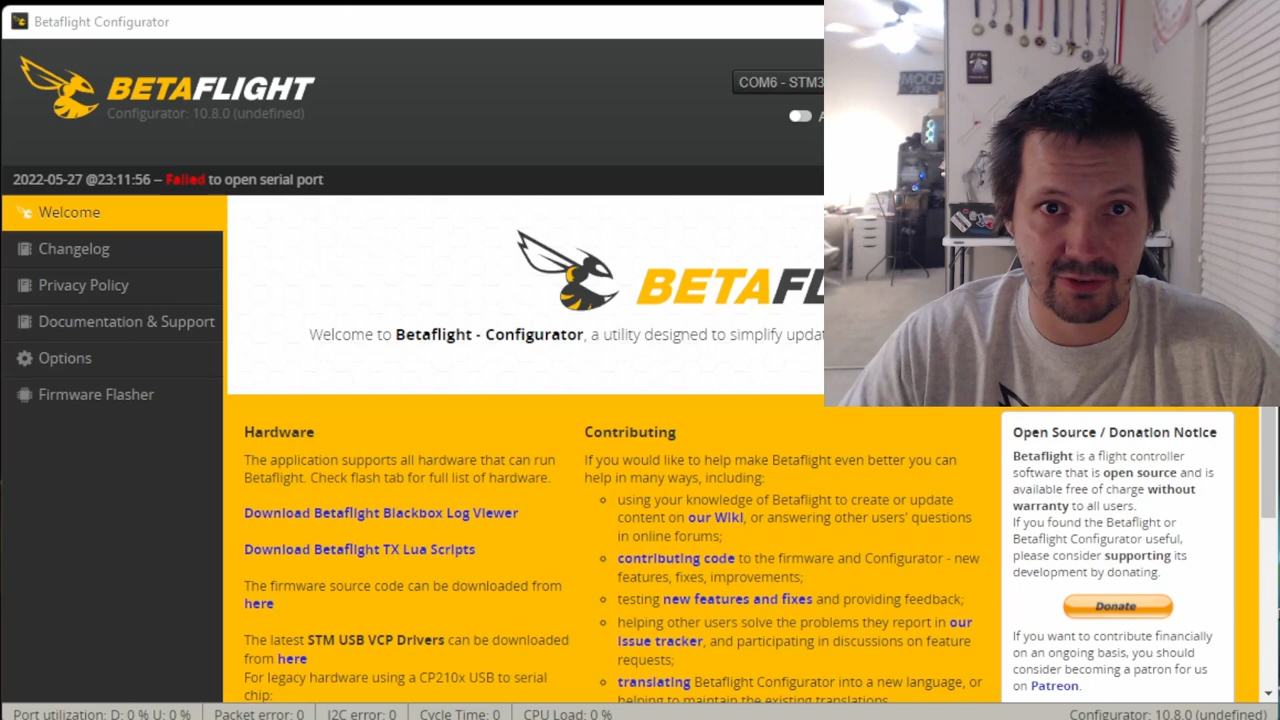 Betaflight Configurator
BETAFLIGHT
Configurator: 10.8.0 (undefined)
COM6 - STM3
2022-05-27 @23:11:56 -- Failed to open serial port
Welcome
Changelog
Privacy Policy
Documentation & Support
Options
Firmware Flasher
BETAFL
Welcome to Betaflight - Configurator, a utility designed to simplify updat
Hardware
The application supports all hardware that can run
Betaflight. Check flash tab for full list of hardware.
Download Betaflight Blackbox Log Viewer
Download Betaflight TX Lua Scripts
The firmware source code can be downloaded from
here
The latest STM USB VCP Drivers can be downloaded
from here
For legacy hardware using a CP210x USB to serial
chip:
Contributing
If you would like to help make Betaflight even better you can
help in many ways, including:
using your knowledge of Betaflight to create or update
content on our Wiki, or answering other users' questions
in online forums;
contributing code to the firmware and Configurator - new
features, fixes, improvements;
testing new features and fixes and providing feedback;
helping other users solve the problems they report in our
issue tracker, and participating in discussions on feature
requests;
translating Betaflight Configurator into a new language, or
helping to maintain the existing translations
Open Source / Donation Notice
Betaflight is a flight controller
software that is open source and is
available free of charge without
warranty to all users.
If you found the Betaflight or
Betaflight Configurator useful,
please consider supporting its
development by donating.
Donate
If you want to contribute financially
on an ongoing basis, you should
consider becoming a patron for us
on Patreon.
Port utilization: D: 0 % U: 0 %
Packet error: 0
I2C error: 0
Cycle Time: 0
CPU Load: 0 %
Configurator: 10.8.0 (undefined)